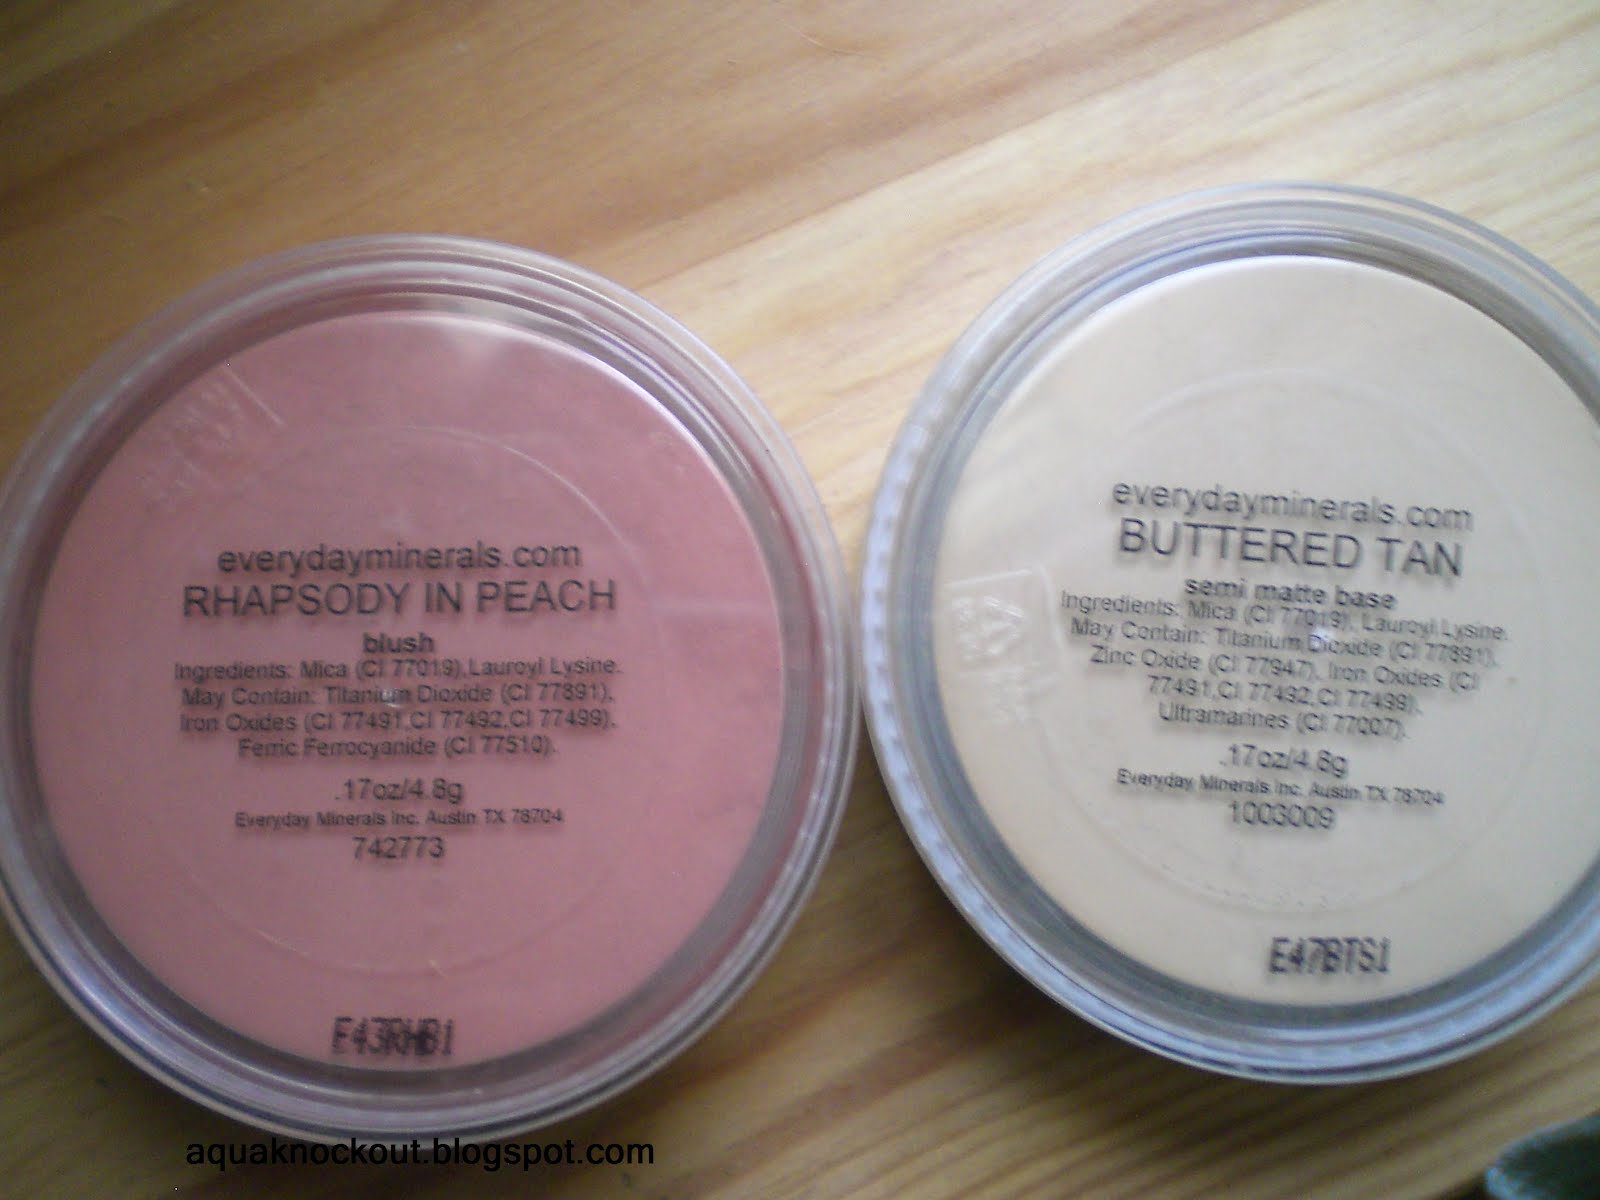 everydayminerals.com
RHAPSODY IN PEACH
blush
Ingredients: Mica (CI 77019),Lauroyl Lysine.
May Contain: Titanium Dioxide (CI 77891),
Iron Oxides (CI 77491,CI 77492,CI 77499),
Ferric Ferrocyanide (CI 77510).
.17oz/4.8g
Everyday Minerals Inc. Austin TX 78704
742773
E43RHB1
everydayminerals.com
BUTTERED TAN
semi matte base
Ingredients: Mica (CI 77019), Lauroyl Lysine.
May Contain: Titanium Dioxide (CI 77891),
Zinc Oxide (CI 77947), Iron Oxides (CI
77491,CI 77492,CI 77499),
Ultramarines (CI 77007).
.17oz/4.8g
Everyday Minerals Inc. Austin TX 78704
1003009
E47BTS1
aquaknockout.blogspot.com